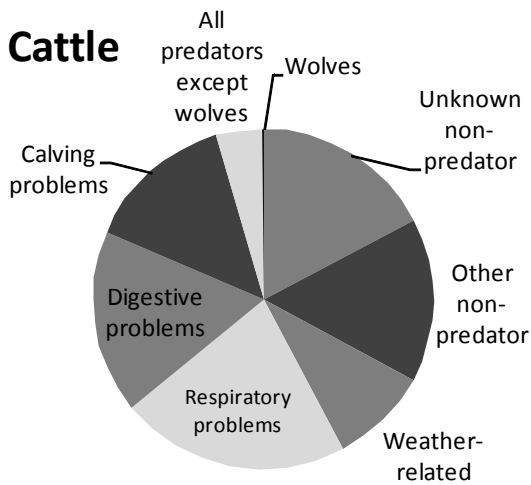 Cattle
All
predators
except
wolves
Wolves
Unknown
non-
predator
Other
non-
predator
Weather-
related
Respiratory
problems
Digestive
problems
Calving
problems